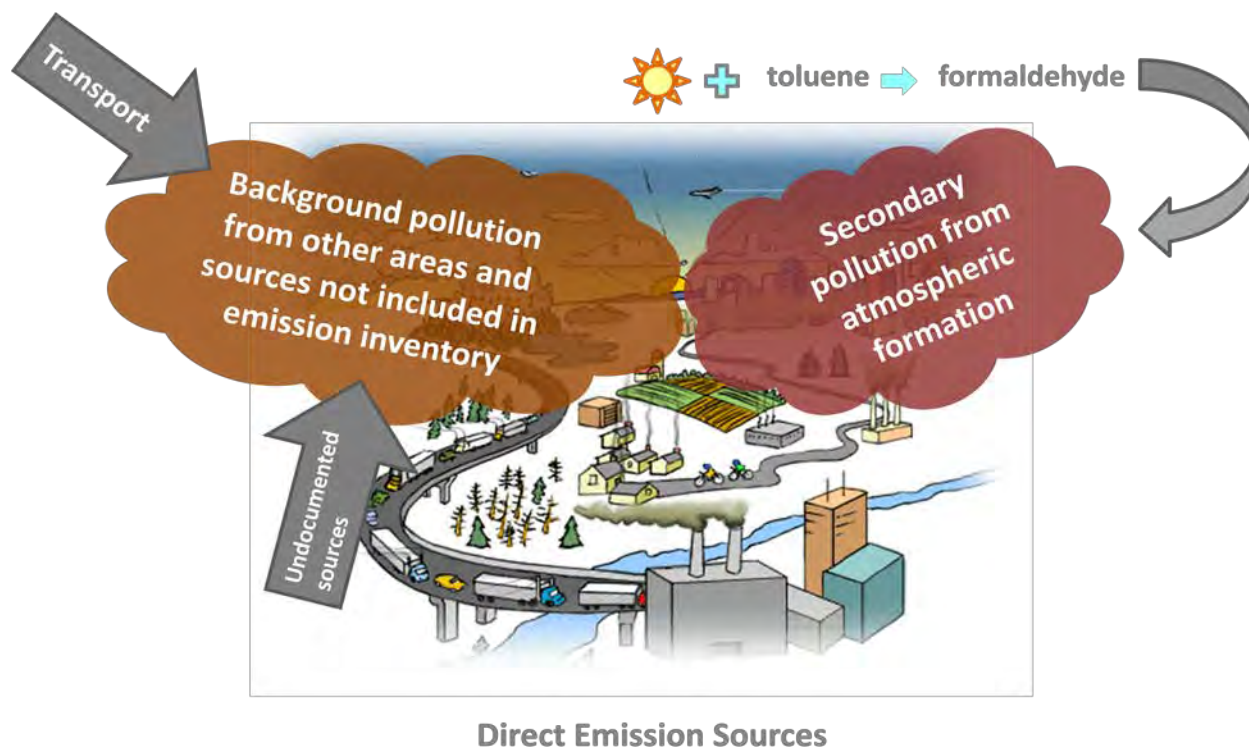 Transport
toluene
formaldehyde
Background pollution
from other areas and
sources not included in
emission inventory
Secondary
pollution from
atmospheric
formation
Undocumented
sources
Direct Emission Sources